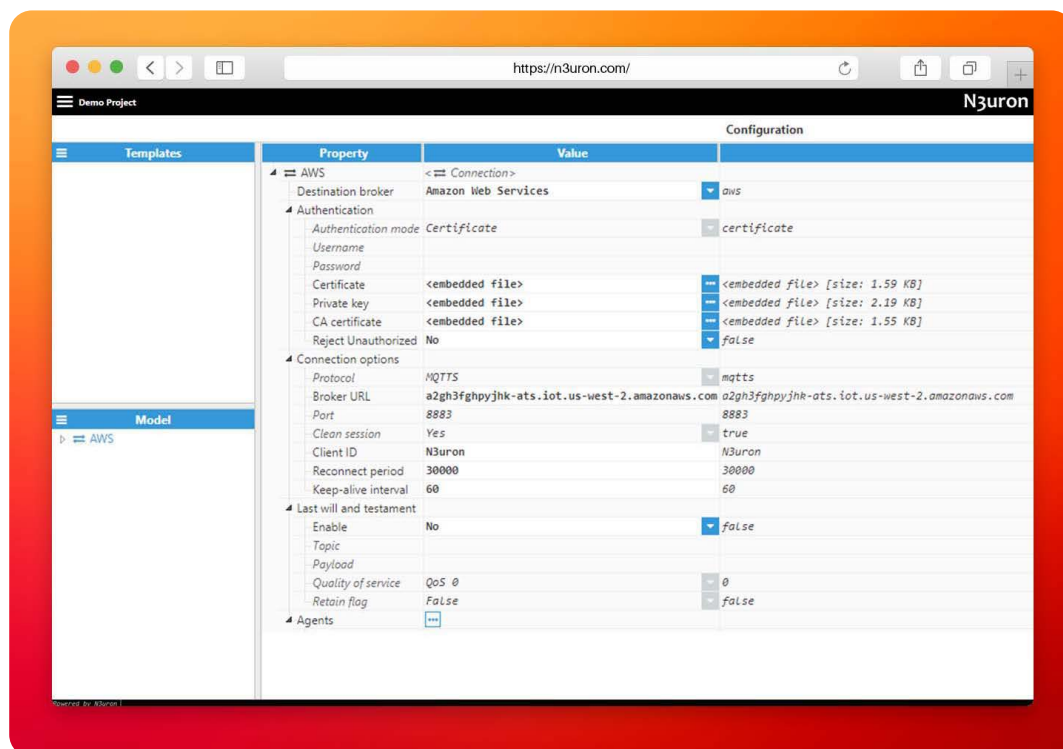 https://n3uron.com/
Demo Project
N3uron
Configuration
Templates
Property Value
AWS <Connection>
Destination broker Amazon Web Services aws
Authentication
Authentication mode Certificate certificate
Username
Password
Certificate <embedded file> <embedded file> [size: 1.59 KB]
Private key <embedded file> <embedded file> [size: 2.19 KB]
CA certificate <embedded file> <embedded file> [size: 1.55 KB]
Reject Unauthorized No false
Connection options
Protocol MQTTS mqtts
Broker URL a2gh3fghpyjhk-ats.iot.us-west-2.amazonaws.com a2gh3fghpyjhk-ats.iot.us-west-2.amazonaws.com
Port 8883 8883
Clean session Yes true
Client ID N3uron N3uron
Reconnect period 30000 30000
Keep-alive interval 60 60
Last will and testament
Enable No false
Topic
Payload
Quality of service QoS 0 0
Retain flag False false
Agents
Model
AWS
Powered by N3uron